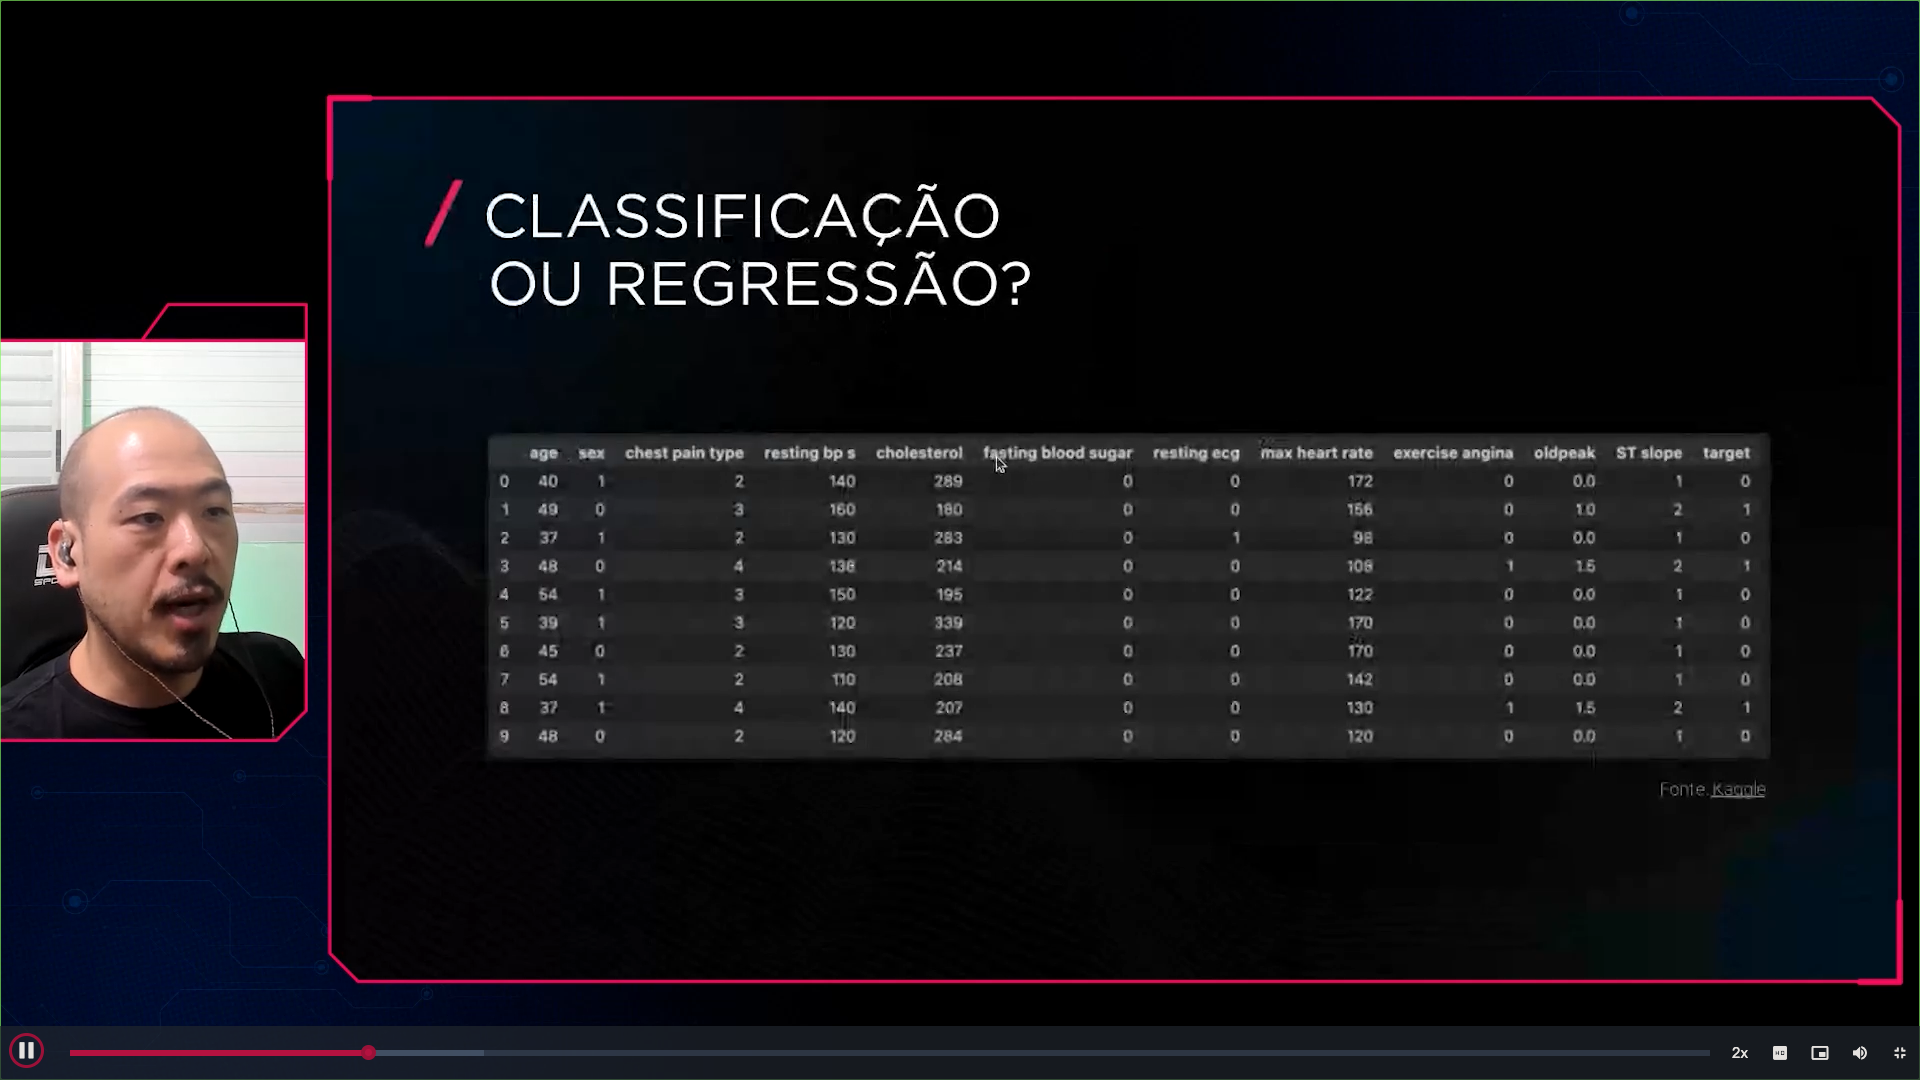 CLASSIFICAÇÃO
OU REGRESSÃO?
age sex chest pain type resting bp s cholesterol fasting blood sugar resting ecg max heart rate exercise angina oldpeak ST slope target
0 40 1 2 140 289 0 0 172 0 0.0 1 0
1 49 0 3 160 180 0 0 156 0 1.0 2 1
2 37 1 2 130 283 0 1 98 0 0.0 1 0
3 48 0 4 138 214 0 0 108 1 1.5 2 1
4 54 1 3 150 195 0 0 122 0 0.0 1 0
5 39 1 3 120 339 0 0 170 0 0.0 1 0
6 45 0 2 130 237 0 0 170 0 0.0 1 0
7 54 1 2 110 208 0 0 142 0 0.0 1 0
8 37 1 4 140 207 0 0 130 1 1.5 2 1
9 48 0 2 120 284 0 0 120 0 0.0 1 0
Fonte. Kaggle
2x
HD